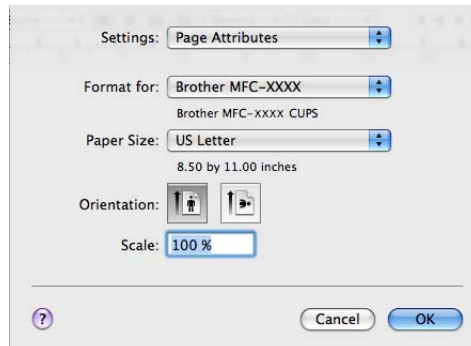 Settings: Page Attributes
Format for: Brother MFC-XXXX
Brother MFC-XXXX CUPS
Paper Size: US Letter
8.50 by 11.00 inches
Orientation:
Scale: 100 %
? Cancel OK